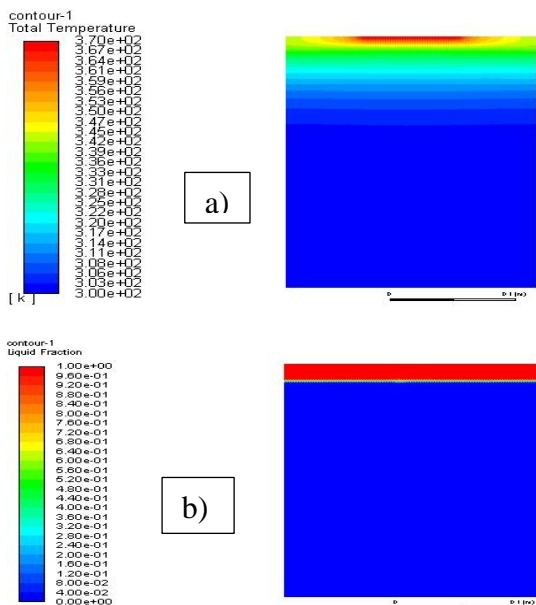 contour-1
Total Temperature
3.70e+02
3.67e+02
3.64e+02
3.61e+02
3.59e+02
3.56e+02
3.53e+02
3.50e+02
3.47e+02
3.45e+02
3.42e+02
3.39e+02
3.36e+02
3.33e+02
3.31e+02
3.28e+02
3.25e+02
3.22e+02
3.20e+02
3.17e+02
3.14e+02
3.11e+02
3.08e+02
3.06e+02
3.03e+02
3.00e+02
[ k ]
a)
contour-1
Liquid Fraction
1.00e+00
9.60e-01
9.20e-01
8.80e-01
8.40e-01
8.00e-01
7.60e-01
7.20e-01
6.80e-01
6.40e-01
6.00e-01
5.60e-01
5.20e-01
4.80e-01
4.40e-01
4.00e-01
3.60e-01
3.20e-01
2.80e-01
2.40e-01
2.00e-01
1.60e-01
1.20e-01
8.00e-02
4.00e-02
0.00e+00
b)